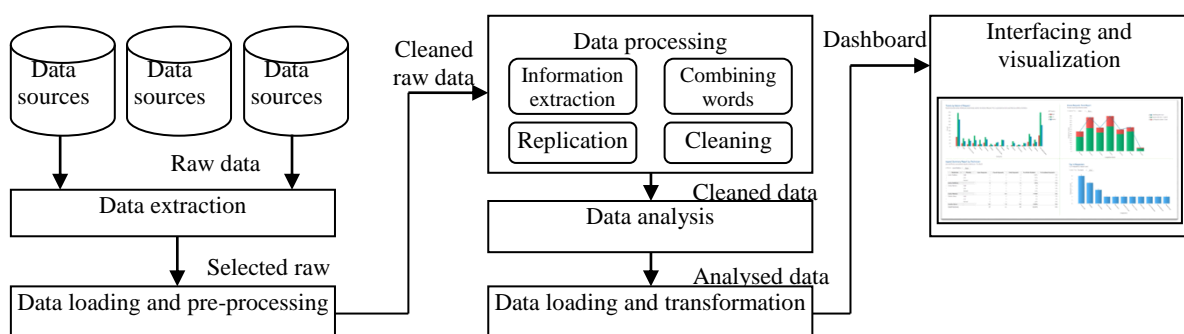 Data
sources
Data
sources
Data
sources
Raw data
Data extraction
Selected raw
Data loading and pre-processing
Cleaned
raw data
Data processing
Information
extraction
Combining
words
Replication
Cleaning
Cleaned data
Data analysis
Analysed data
Data loading and transformation
Dashboard
Interfacing and
visualization